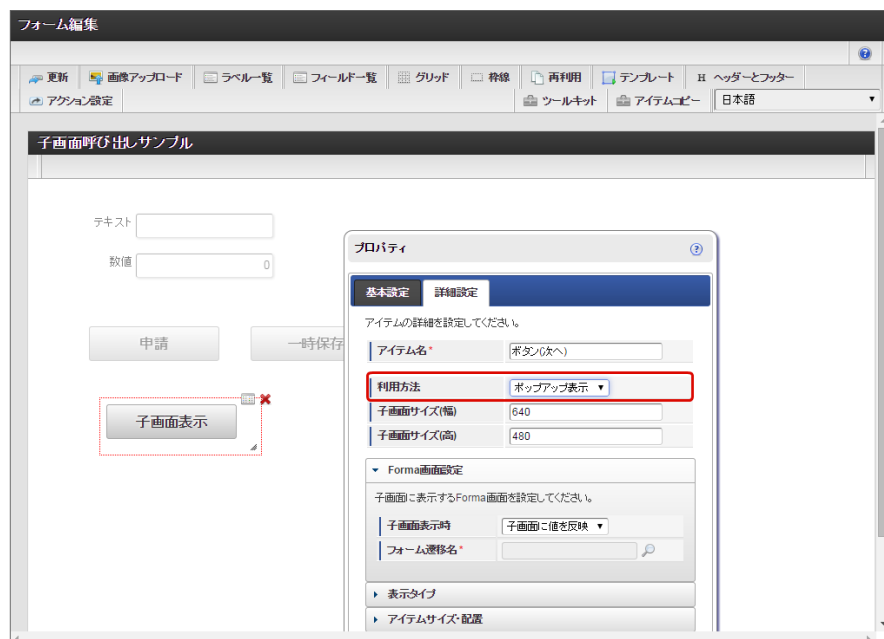 フォーム編集
更新 画像アップロード ラベル一覧 フィールド一覧 グリッド 枠線 再利用 テンプレート H ヘッダーとフッター
アクション設定 ツールキット アイテムコピー 日本語
子画面呼び出しサンプル
テキスト
数値 0
申請 一時保存
子画面表示
プロパティ
基本設定 詳細設定
アイテムの詳細を設定してください。
アイテム名* ボタン(次へ)
利用方法 ポップアップ表示
子画面サイズ(幅) 640
子画面サイズ(高) 480
Forma画面設定
子画面に表示するForma画面を設定してください。
子画面表示時 子画面に値を反映
フォーム遷移名*
表示タイプ
アイテムサイズ・配置